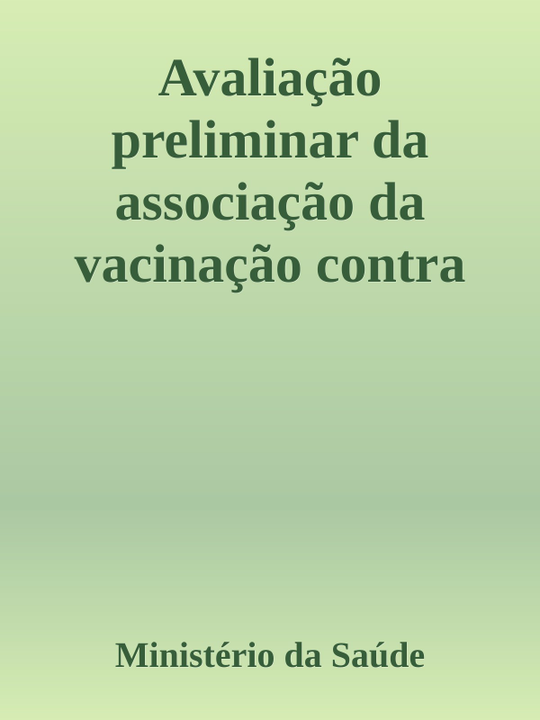 Avaliação
preliminar da
associação da
vacinação contra
Ministério da Saúde